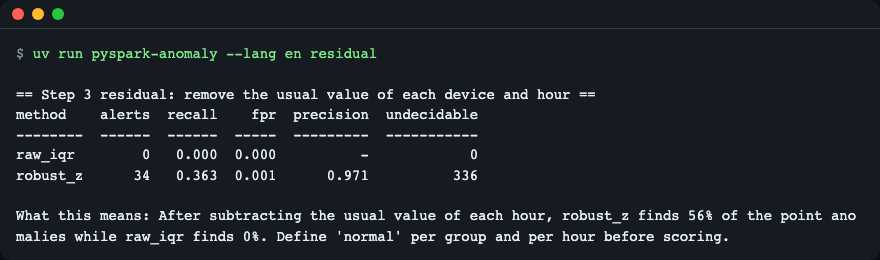 $ uv run pyspark-anomaly --lang en residual
== Step 3 residual: remove the usual value of each device and hour ==
method    alerts  recall    fpr  precision  undecidable
--------  ------  ------  -----  ---------  -----------
raw_iqr        0   0.000  0.000          –            0
robust_z      34   0.363  0.001      0.971          336
What this means: After subtracting the usual value of each hour, robust_z finds 56% of the point ano
malies while raw_iqr finds 0%. Define 'normal' per group and per hour before scoring.